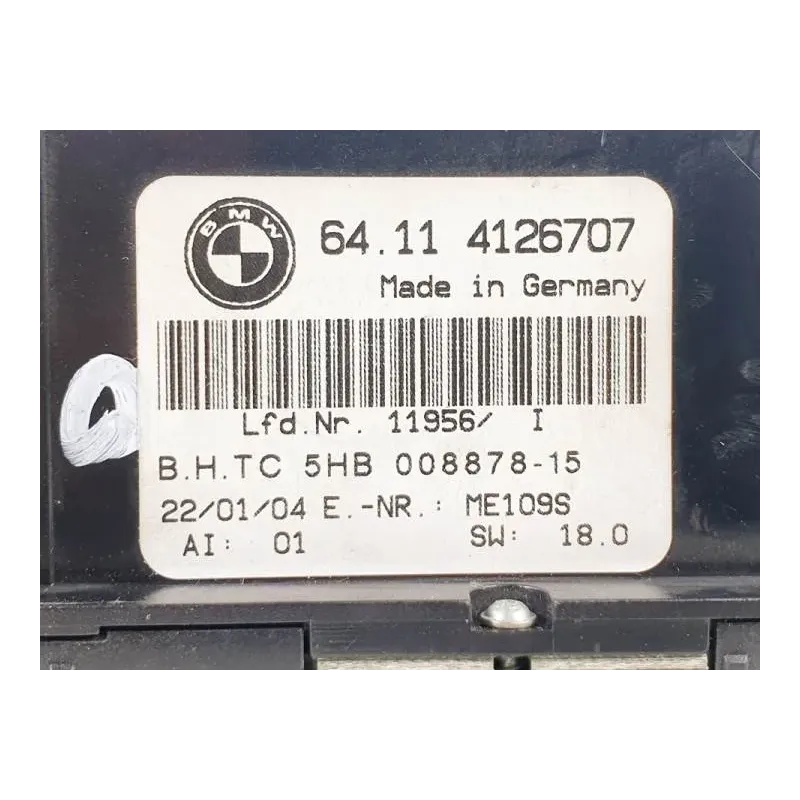 BMW
64.11 4126707
Made in Germany
Lfd.Nr. 11956/ I
B.H.TC 5HB 008878-15
22/01/04 E.-NR.: ME109S
AI: 01 SW: 18.0